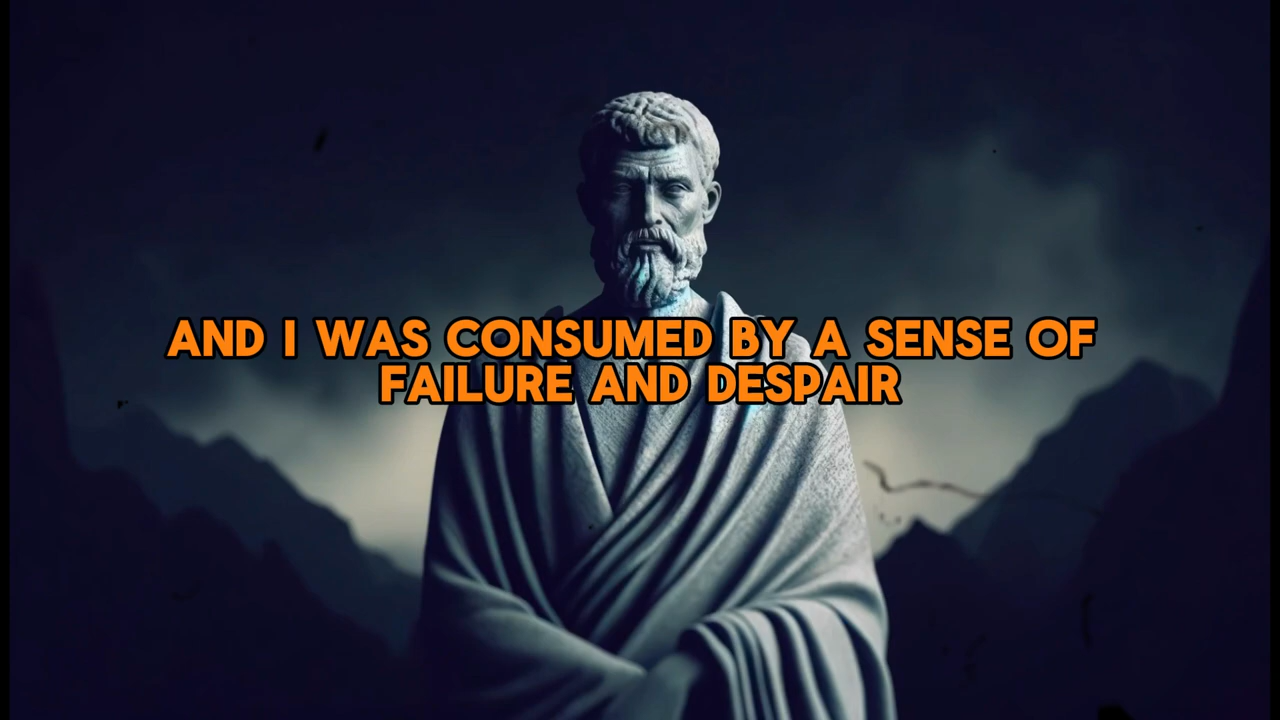 AND I WAS CONSUMED BY A SENSE OF
FAILURE AND DESPAIR